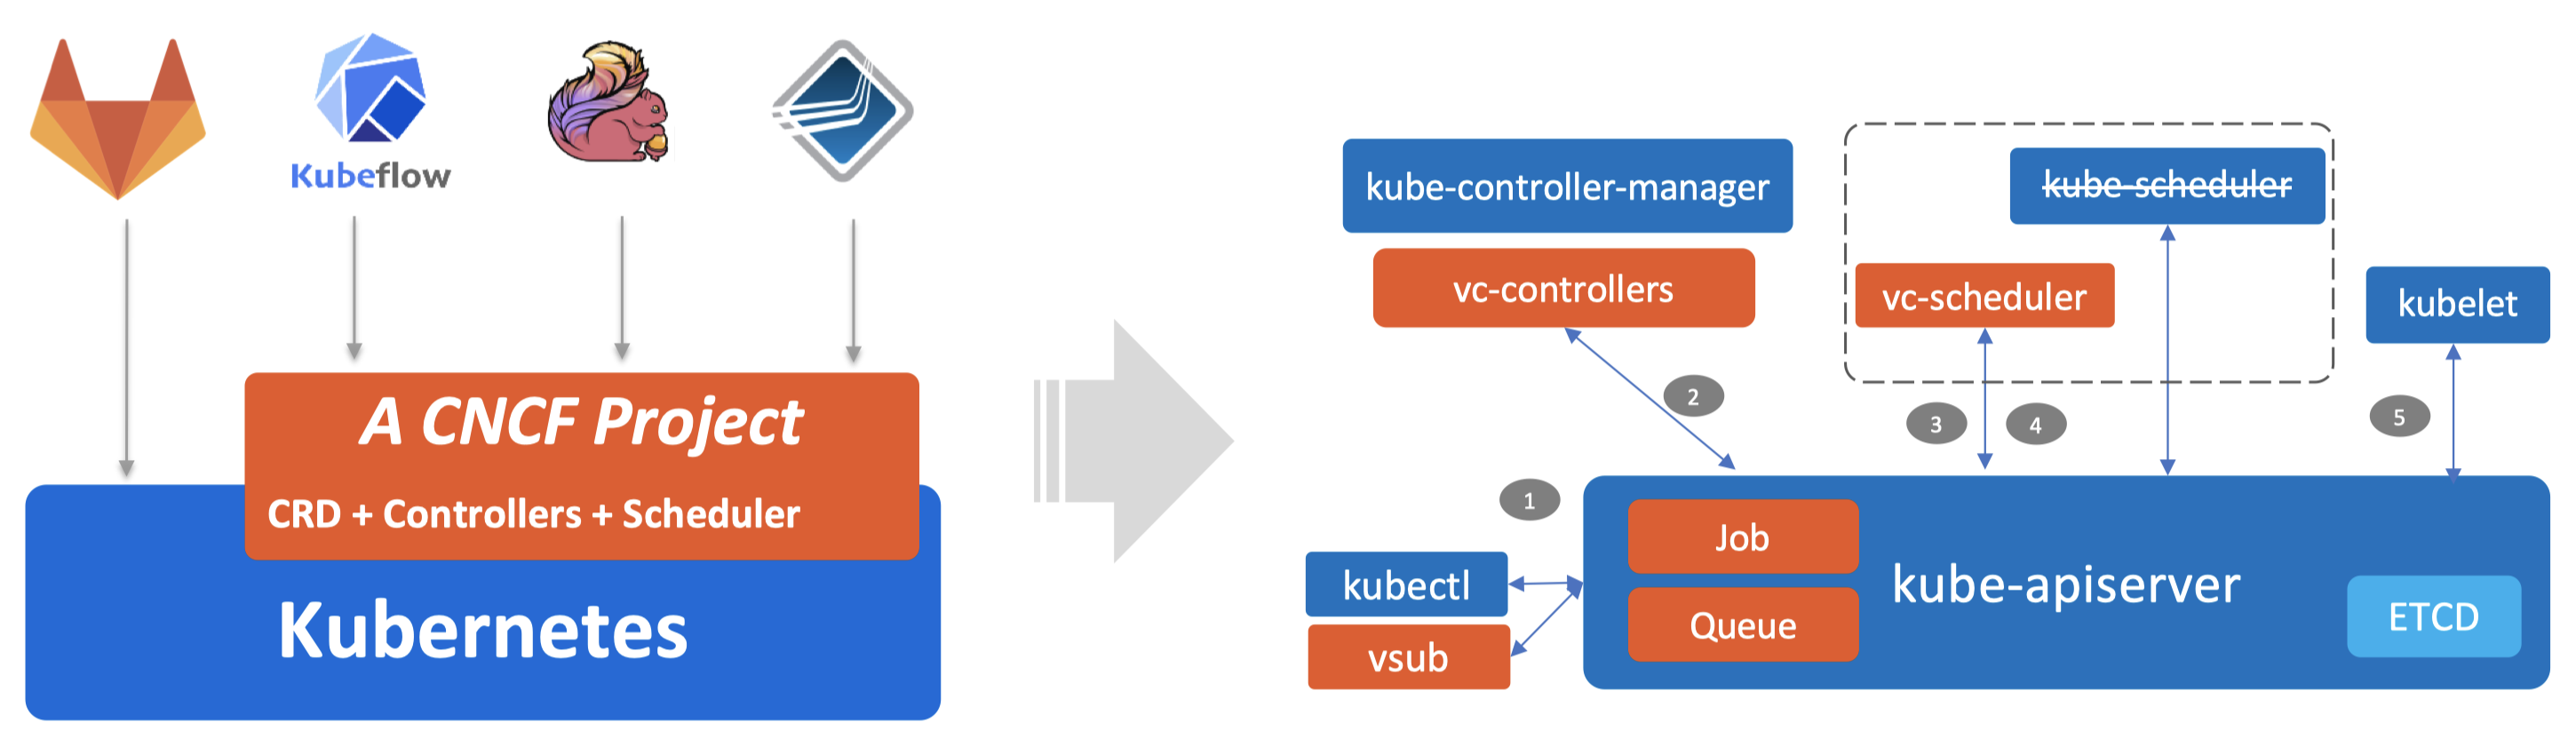 Kubeflow
A CNCF Project
CRD + Controllers + Scheduler
Kubernetes
kube-controller-manager
vc-controllers
kube-scheduler
vc-scheduler
kubelet
2
3
4
5
1
kubectl
vsub
Job
Queue
kube-apiserver
ETCD